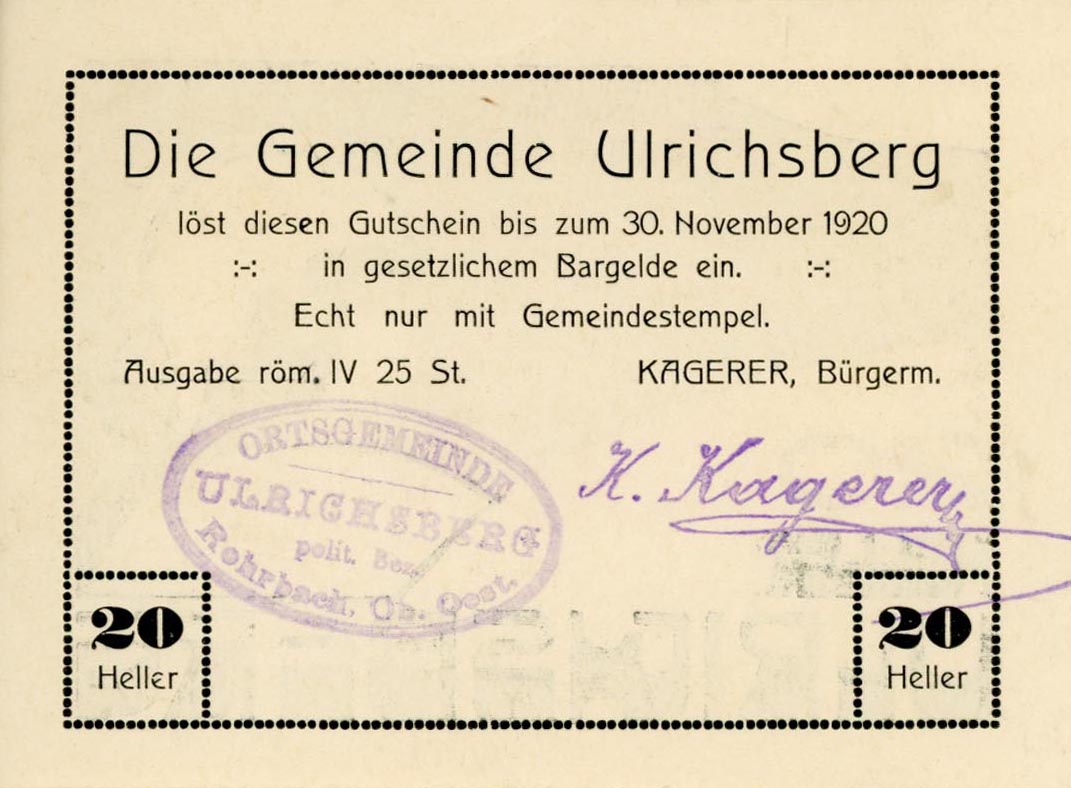 Die Gemeinde Ulrichsberg
löst diesen Gutschein bis zum 30. November 1920
:-: in gesetzlichem Bargelde ein. :-:
Echt nur mit Gemeindestempel.
Ausgabe röm. IV 25 St. KAGERER, Bürgerm.
ORTSGEMEINDE
ULRICHSBERG
polit. Bez.
Rohrbach, Ob. Oest.
K. Kagerer
20 20
Heller Heller